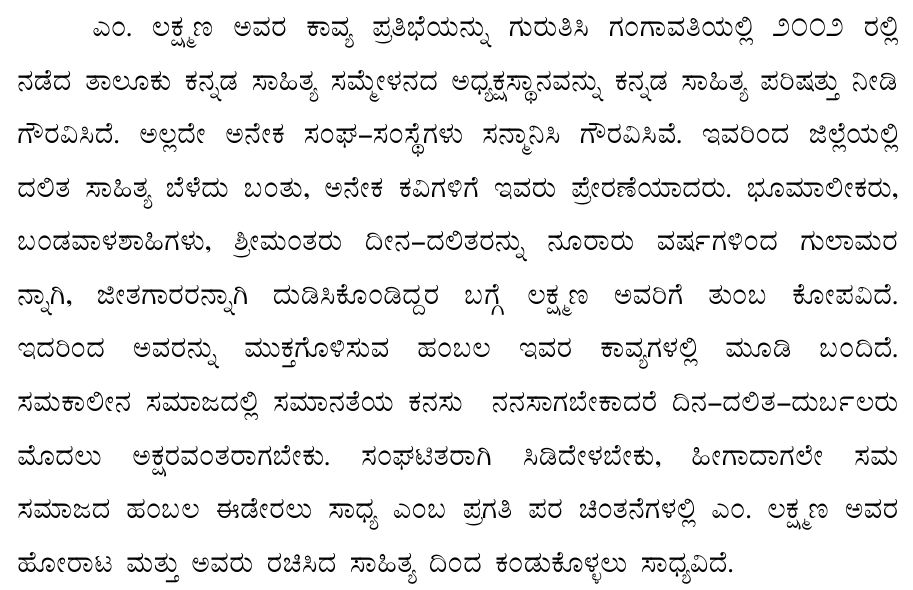 ಎಂ. ಲಕ್ಷ್ಮಣ ಅವರ ಕಾವ್ಯ ಪ್ರತಿಭೆಯನ್ನು ಗುರುತಿಸಿ ಗಂಗಾವತಿಯಲ್ಲಿ ೨೦೦೨ ರಲ್ಲಿ
ನಡೆದ ತಾಲೂಕು ಕನ್ನಡ ಸಾಹಿತ್ಯ ಸಮ್ಮೇಳನದ ಅಧ್ಯಕ್ಷಸ್ಥಾನವನ್ನು ಕನ್ನಡ ಸಾಹಿತ್ಯ ಪರಿಷತ್ತು ನೀಡಿ
ಗೌರವಿಸಿದೆ. ಅಲ್ಲದೇ ಅನೇಕ ಸಂಘ-ಸಂಸ್ಥೆಗಳು ಸನ್ಮಾನಿಸಿ ಗೌರವಿಸಿವೆ. ಇವರಿಂದ ಜಿಲ್ಲೆಯಲ್ಲಿ
ದಲಿತ ಸಾಹಿತ್ಯ ಬೆಳೆದು ಬಂತು, ಅನೇಕ ಕವಿಗಳಿಗೆ ಇವರು ಪ್ರೇರಣೆಯಾದರು. ಭೂಮಾಲೀಕರು,
ಬಂಡವಾಳಶಾಹಿಗಳು, ಶ್ರೀಮಂತರು ದೀನ-ದಲಿತರನ್ನು ನೂರಾರು ವರ್ಷಗಳಿಂದ ಗುಲಾಮರ
ನ್ನಾಗಿ, ಜೀತಗಾರರನ್ನಾಗಿ ದುಡಿಸಿಕೊಂಡಿದ್ದರ ಬಗ್ಗೆ ಲಕ್ಷ್ಮಣ ಅವರಿಗೆ ತುಂಬ ಕೋಪವಿದೆ.
ಇದರಿಂದ ಅವರನ್ನು ಮುಕ್ತಗೊಳಿಸುವ ಹಂಬಲ ಇವರ ಕಾವ್ಯಗಳಲ್ಲಿ ಮೂಡಿ ಬಂದಿದೆ.
ಸಮಕಾಲೀನ ಸಮಾಜದಲ್ಲಿ ಸಮಾನತೆಯ ಕನಸು ನನಸಾಗಬೇಕಾದರೆ ದಿನ-ದಲಿತ-ದುರ್ಬಲರು
ಮೊದಲು ಅಕ್ಷರವಂತರಾಗಬೇಕು. ಸಂಘಟಿತರಾಗಿ ಸಿಡಿದೇಳಬೇಕು, ಹೀಗಾದಾಗಲೇ ಸಮ
ಸಮಾಜದ ಹಂಬಲ ಈಡೇರಲು ಸಾಧ್ಯ ಎಂಬ ಪ್ರಗತಿ ಪರ ಚಿಂತನೆಗಳಲ್ಲಿ ಎಂ. ಲಕ್ಷ್ಮಣ ಅವರ
ಹೋರಾಟ ಮತ್ತು ಅವರು ರಚಿಸಿದ ಸಾಹಿತ್ಯ ದಿಂದ ಕಂಡುಕೊಳ್ಳಲು ಸಾಧ್ಯವಿದೆ.